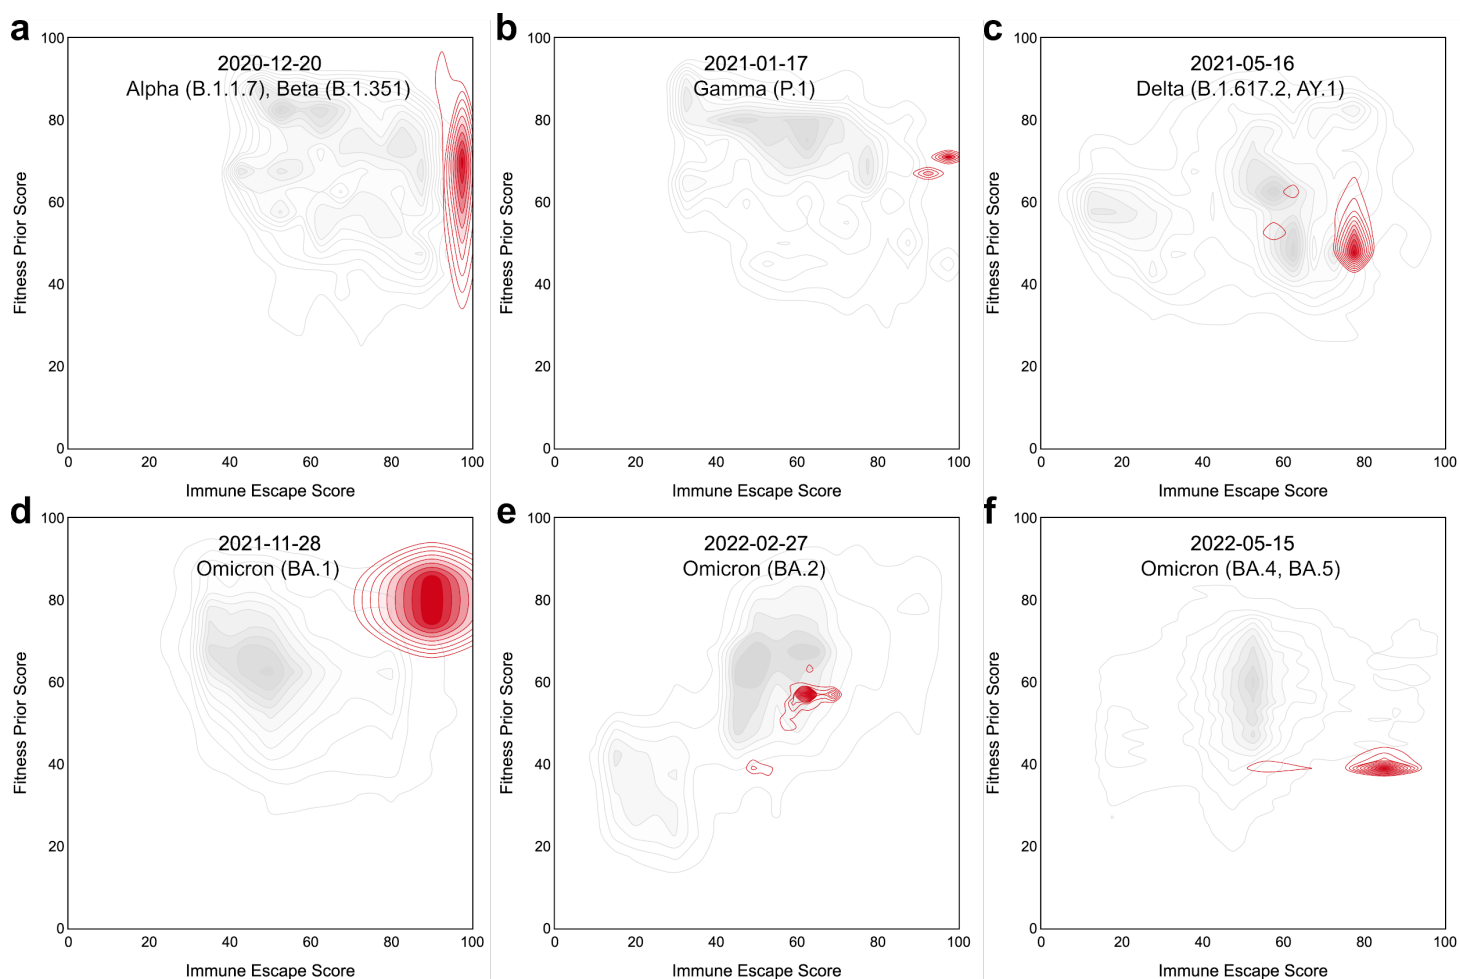 a
2020-12-20
Alpha (B.1.1.7), Beta (B.1.351)
Fitness Prior Score
100
80
60
40
20
0
0 20 40 60 80 100
Immune Escape Score
b
2021-01-17
Gamma (P.1)
Fitness Prior Score
100
80
60
40
20
0
0 20 40 60 80 100
Immune Escape Score
c
2021-05-16
Delta (B.1.617.2, AY.1)
Fitness Prior Score
100
80
60
40
20
0
0 20 40 60 80 100
Immune Escape Score
d
2021-11-28
Omicron (BA.1)
Fitness Prior Score
100
80
60
40
20
0
0 20 40 60 80 100
Immune Escape Score
e
2022-02-27
Omicron (BA.2)
Fitness Prior Score
100
80
60
40
20
0
0 20 40 60 80 100
Immune Escape Score
f
2022-05-15
Omicron (BA.4, BA.5)
Fitness Prior Score
100
80
60
40
20
0
0 20 40 60 80 100
Immune Escape Score